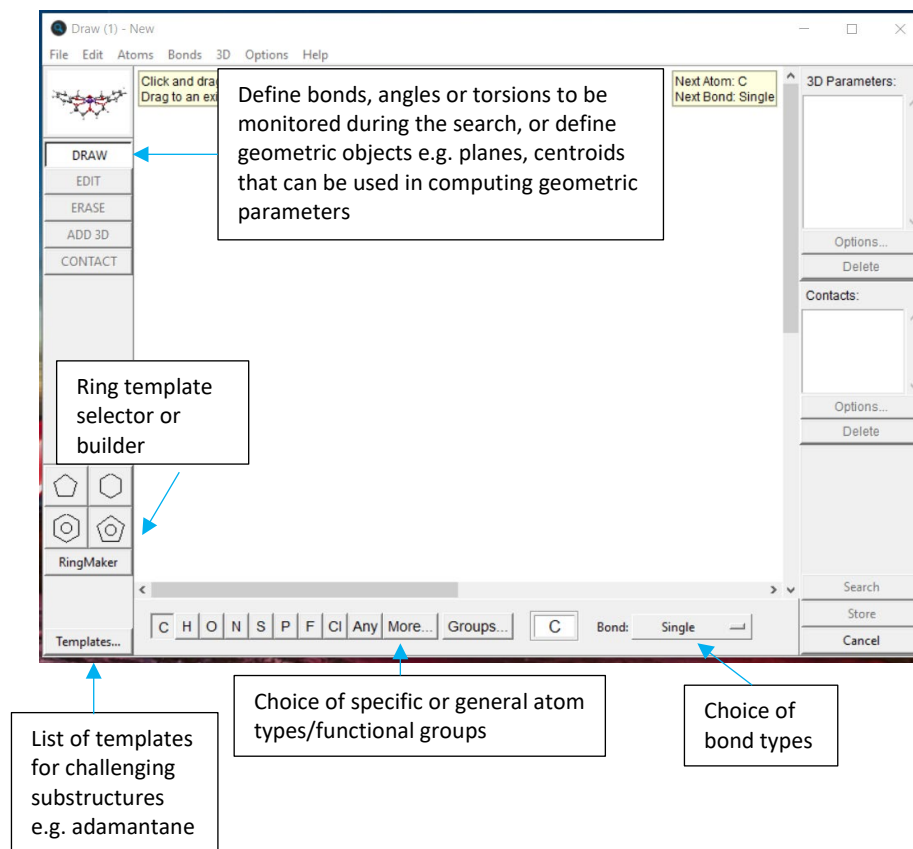 Draw (1) - New
File Edit Atoms Bonds 3D Options Help
Click and drag
Drag to an exi
Next Atom: C
Next Bond: Single
3D Parameters:
Define bonds, angles or torsions to be
monitored during the search, or define
geometric objects e.g. planes, centroids
that can be used in computing geometric
parameters
DRAW
EDIT
ERASE
ADD 3D
CONTACT
Options...
Delete
Contacts:
Options...
Delete
Ring template
selector or
builder
RingMaker
Templates...
C H O N S P F Cl Any More... Groups... C Bond: Single
Search
Store
Cancel
List of templates
for challenging
substructures
e.g. adamantane
Choice of specific or general atom
types/functional groups
Choice of
bond types